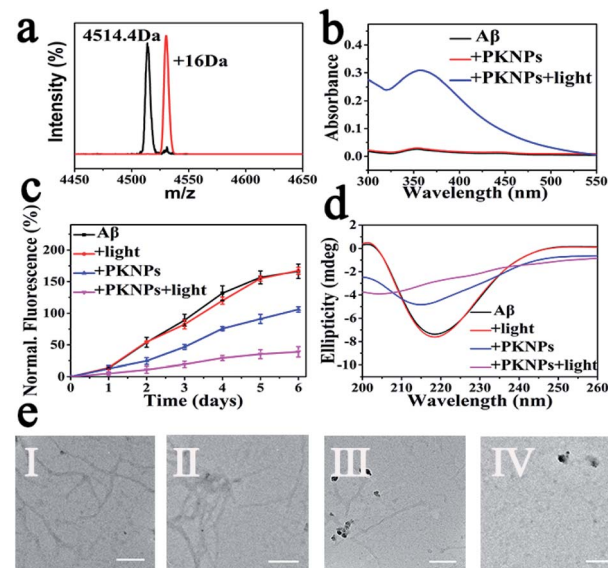 a
4514.4Da
+16Da
Intensity (%)
4450 4500 4550 4600 4650
m/z
b
Aβ
+PKNPs
+PKNPs+light
Absorbance
0.4
0.3
0.2
0.1
0.0
300 350 400 450 500 550
Wavelength (nm)
c
Aβ
+light
+PKNPs
+PKNPs+light
Normal. Fluorescence (%)
200
150
100
50
0
0 1 2 3 4 5 6
Time (days)
d
Ellipticity (mdeg)
2
0
-2
-4
-6
-8
-10
Aβ
+light
+PKNPs
+PKNPs+light
200 210 220 230 240 250 260
Wavelength (nm)
e
I
II
III
IV